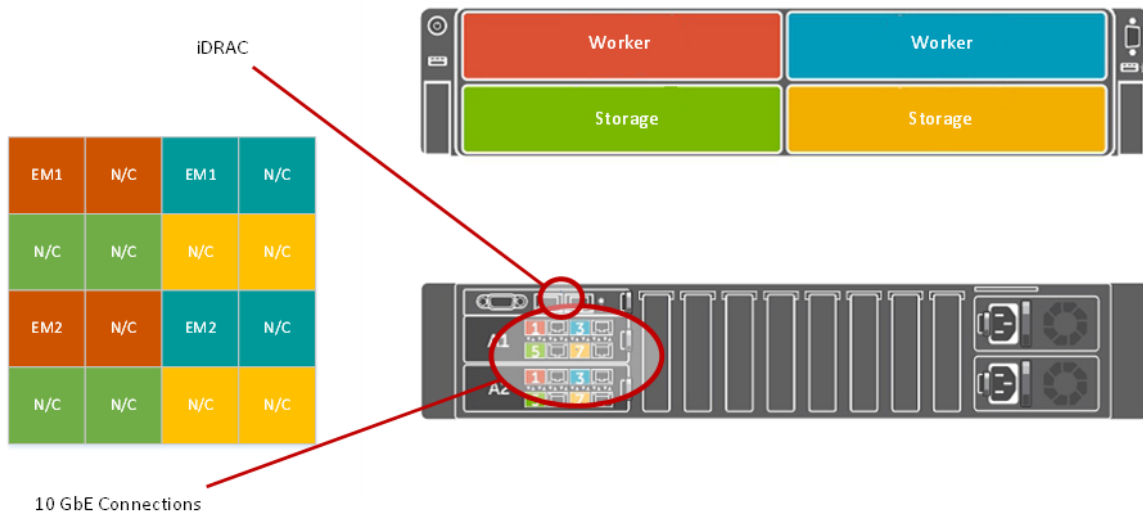 iDRAC
Worker Worker
Storage Storage
EM1 N/C EM1 N/C
N/C N/C N/C N/C
EM2 N/C EM2 N/C
N/C N/C N/C N/C
A1 1 3
5 7
A2 1 3
7
10 GbE Connections